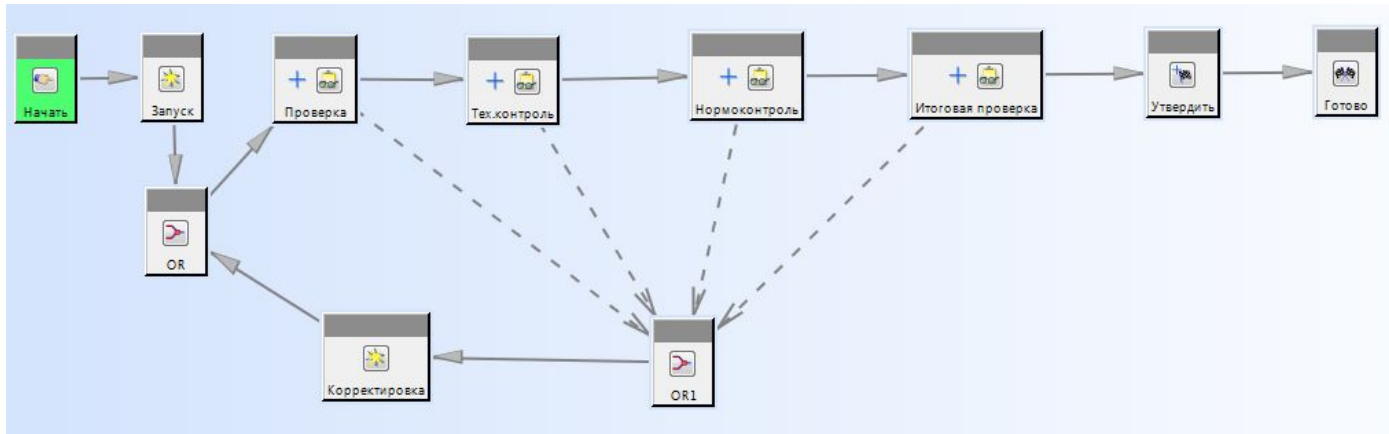 Начать
Запуск
Проверка
Тех.контроль
Нормоконтроль
Итоговая проверка
Утвердить
Готово
OR
Корректировка
OR1